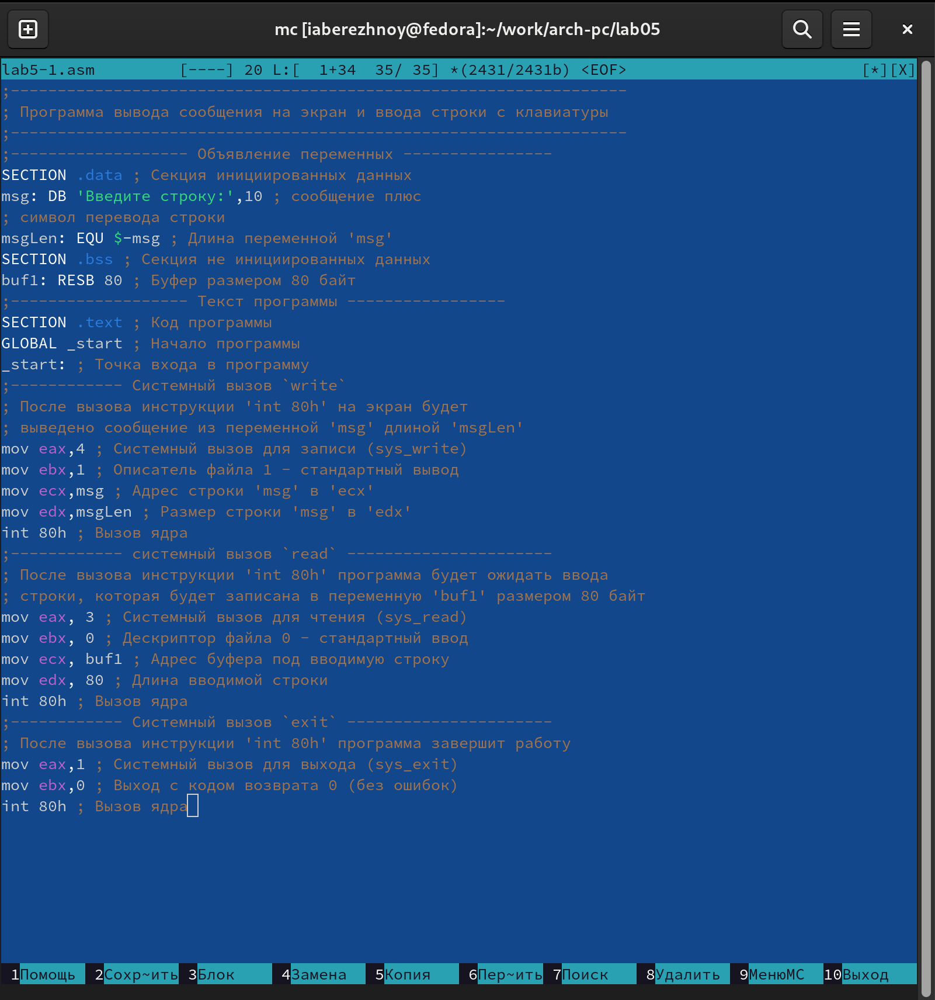 mc [iaberezhnoy@fedora]:~/work/arch-pc/lab05
lab5-1.asm [----] 20 L:[ 1+34 35/ 35] *(2431/2431b) <EOF> [*][X]
;------------------------------------------------------------------
; Программа вывода сообщения на экран и ввода строки с клавиатуры
;------------------------------------------------------------------
;------------------- Объявление переменных ----------------
SECTION .data ; Секция инициированных данных
msg: DB 'Введите строку:',10 ; сообщение плюс
; символ перевода строки
msgLen: EQU $-msg ; Длина переменной 'msg'
SECTION .bss ; Секция не инициированных данных
buf1: RESB 80 ; Буфер размером 80 байт
;------------------- Текст программы -----------------
SECTION .text ; Код программы
GLOBAL _start ; Начало программы
_start: ; Точка входа в программу
;------------ Системный вызов `write`
; После вызова инструкции 'int 80h' на экран будет
; выведено сообщение из переменной 'msg' длиной 'msgLen'
mov eax,4 ; Системный вызов для записи (sys_write)
mov ebx,1 ; Описатель файла 1 - стандартный вывод
mov ecx,msg ; Адрес строки 'msg' в 'ecx'
mov edx,msgLen ; Размер строки 'msg' в 'edx'
int 80h ; Вызов ядра
;------------ системный вызов `read` ----------------------
; После вызова инструкции 'int 80h' программа будет ожидать ввода
; строки, которая будет записана в переменную 'buf1' размером 80 байт
mov eax, 3 ; Системный вызов для чтения (sys_read)
mov ebx, 0 ; Дескриптор файла 0 - стандартный ввод
mov ecx, buf1 ; Адрес буфера под вводимую строку
mov edx, 80 ; Длина вводимой строки
int 80h ; Вызов ядра
;------------ Системный вызов `exit` ----------------------
; После вызова инструкции 'int 80h' программа завершит работу
mov eax,1 ; Системный вызов для выхода (sys_exit)
mov ebx,0 ; Выход с кодом возврата 0 (без ошибок)
int 80h ; Вызов ядра
1Помощь 2Сохр~ить 3Блок 4Замена 5Копия 6Пер~ить 7Поиск 8Удалить 9МенюМС 10Выход